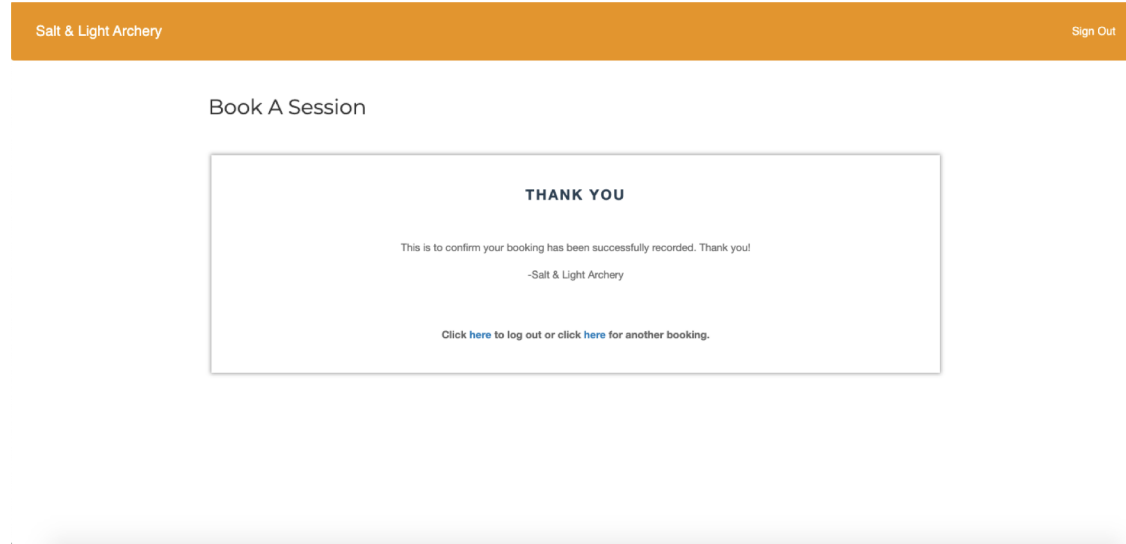 Salt & Light Archery
Sign Out
Book A Session
THANK YOU
This is to confirm your booking has been successfully recorded. Thank you!
-Salt & Light Archery
Click here to log out or click here for another booking.